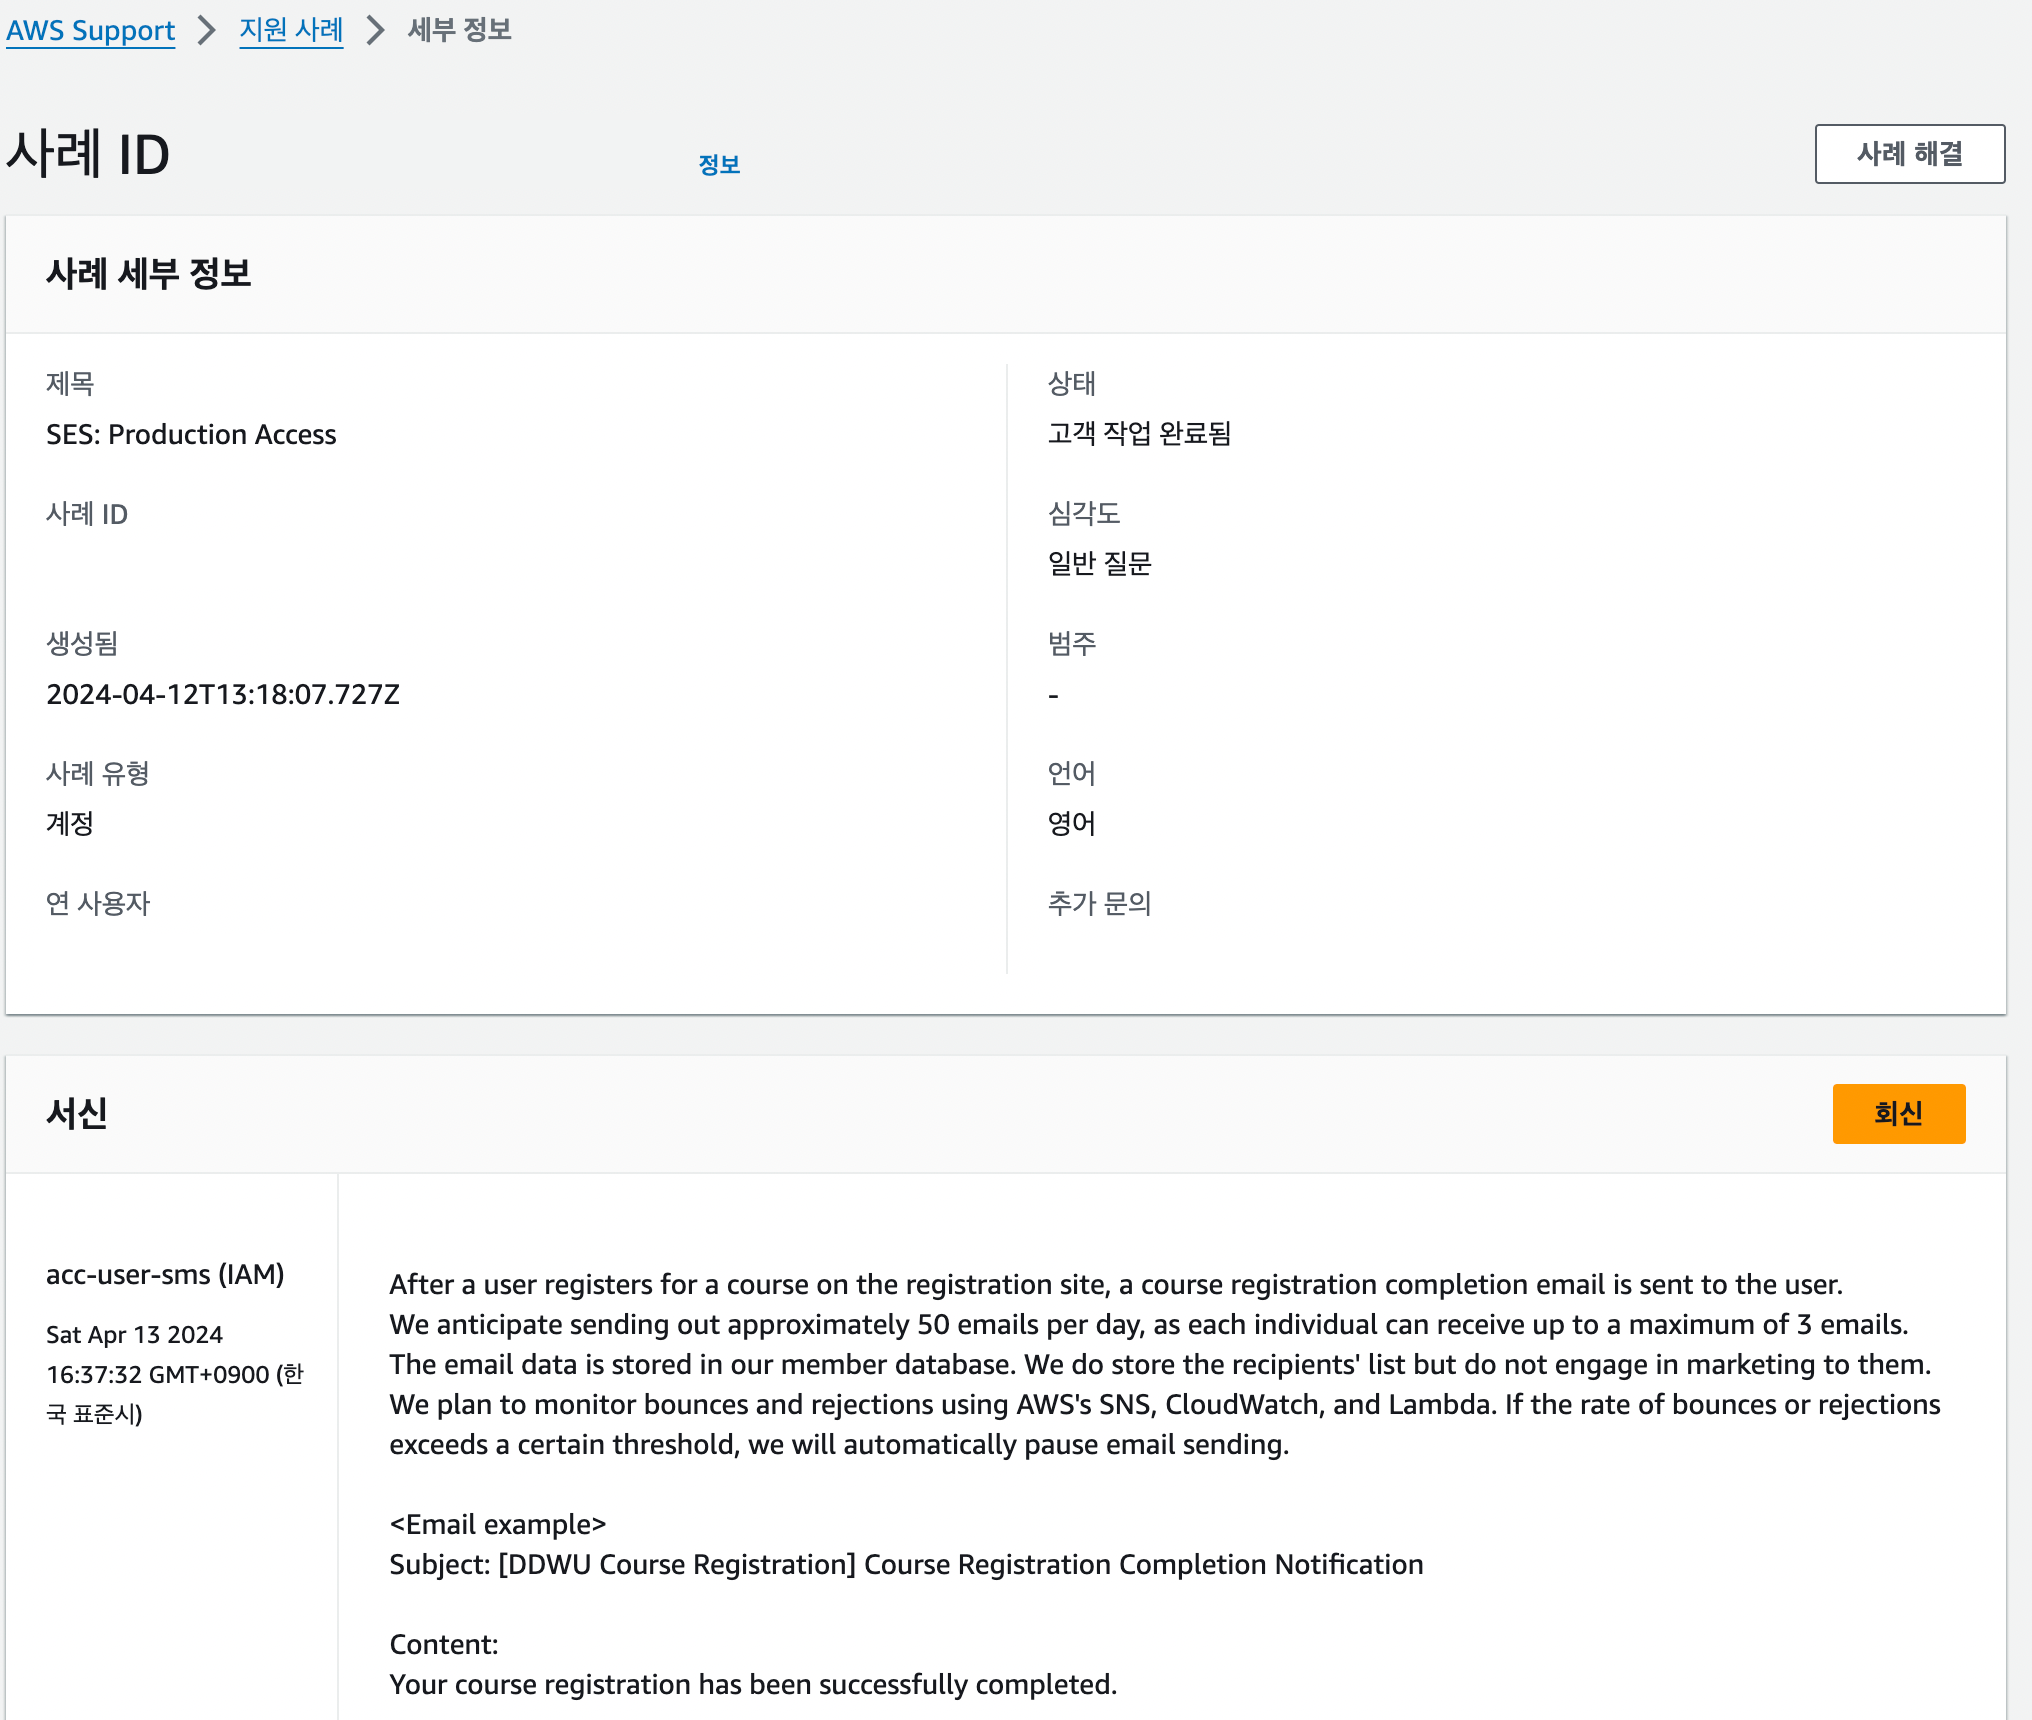 AWS Support > 지원 사례 > 세부 정보
사례 ID
정보
사례 해결
사례 세부 정보
제목
SES: Production Access
사례 ID
생성됨
2024-04-12T13:18:07.727Z
사례 유형
계정
연 사용자
상태
고객 작업 완료됨
심각도
일반 질문
범주
-
언어
영어
추가 문의
서신
회신
acc-user-sms (IAM)
Sat Apr 13 2024
16:37:32 GMT+0900 (한
국 표준시)
After a user registers for a course on the registration site, a course registration completion email is sent to the user.
We anticipate sending out approximately 50 emails per day, as each individual can receive up to a maximum of 3 emails.
The email data is stored in our member database. We do store the recipients' list but do not engage in marketing to them.
We plan to monitor bounces and rejections using AWS's SNS, CloudWatch, and Lambda. If the rate of bounces or rejections
exceeds a certain threshold, we will automatically pause email sending.
<Email example>
Subject: [DDWU Course Registration] Course Registration Completion Notification
Content:
Your course registration has been successfully completed.